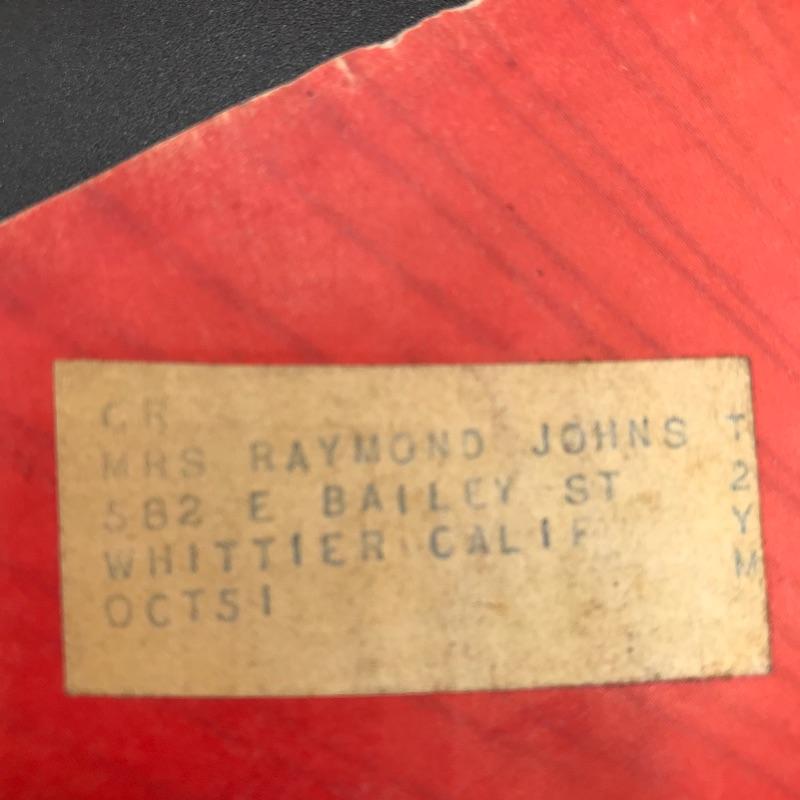 CR
MRS RAYMOND JOHNS
582 E BAILEY ST
WHITTIER CALIF
OCT51
T
2
Y
M